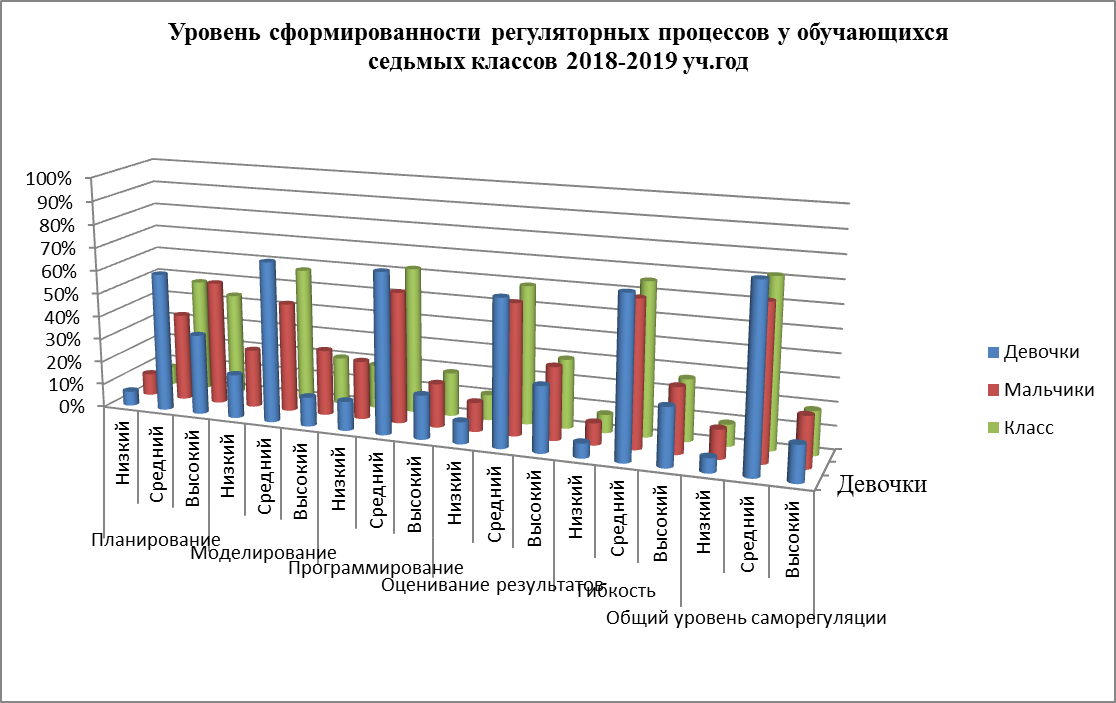 Уровень сформированности регуляторных процессов у обучающихся
седьмых классов 2018-2019 уч.год
100%
90%
80%
70%
60%
50%
40%
30%
20%
10%
0%
Низкий
Средний
Высокий
Низкий
Средний
Высокий
Низкий
Средний
Высокий
Низкий
Средний
Высокий
Низкий
Средний
Высокий
Низкий
Средний
Высокий
Планирование
Моделирование
Программирование
Оценивание результатов
Гибкость
Общий уровень саморегуляции
Девочки
Девочки
Мальчики
Класс